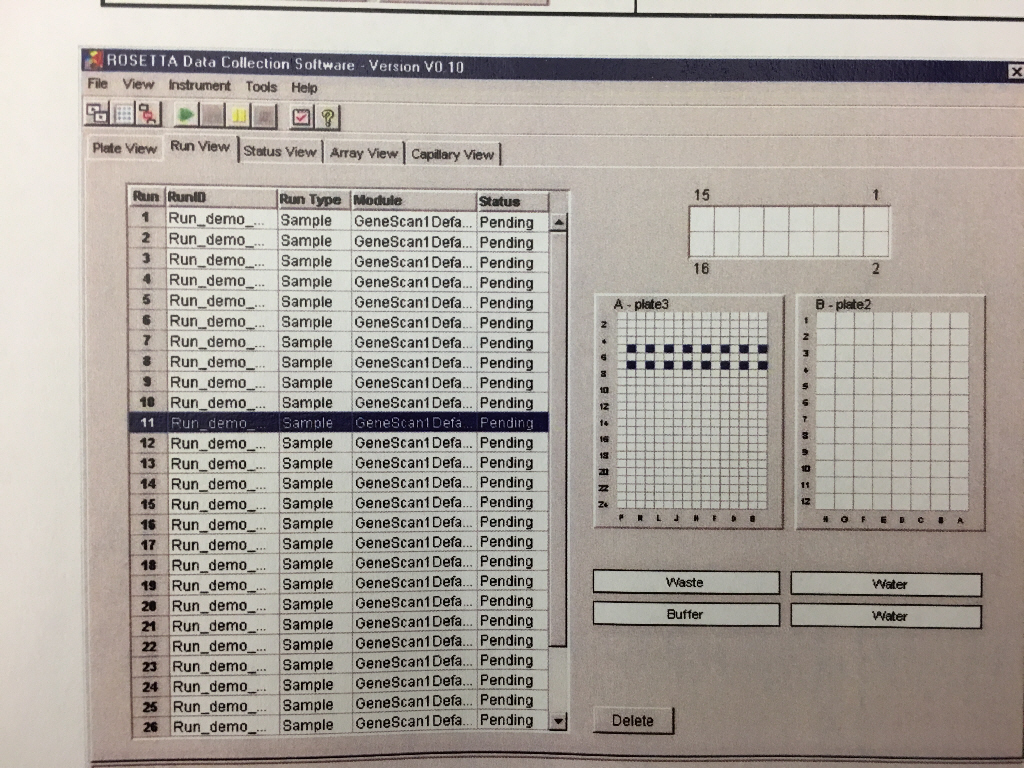 ROSETTA Data Collection Software - Version V0.10
File View Instrument Tools Help
Plate View Run View Status View Array View Capillary View
Run RunID Run Type Module Status
1 Run_demo_... Sample GeneScan1Defa... Pending
2 Run_demo_... Sample GeneScan1Defa... Pending
3 Run_demo_... Sample GeneScan1Defa... Pending
4 Run_demo_... Sample GeneScan1Defa... Pending
5 Run_demo_... Sample GeneScan1Defa... Pending
6 Run_demo_... Sample GeneScan1Defa... Pending
7 Run_demo_... Sample GeneScan1Defa... Pending
8 Run_demo_... Sample GeneScan1Defa... Pending
9 Run_demo_... Sample GeneScan1Defa... Pending
10 Run_demo_... Sample GeneScan1Defa... Pending
11 Run_demo_... Sample GeneScan1Defa... Pending
12 Run_demo_... Sample GeneScan1Defa... Pending
13 Run_demo_... Sample GeneScan1Defa... Pending
14 Run_demo_... Sample GeneScan1Defa... Pending
15 Run_demo_... Sample GeneScan1Defa... Pending
16 Run_demo_... Sample GeneScan1Defa... Pending
17 Run_demo_... Sample GeneScan1Defa... Pending
18 Run_demo_... Sample GeneScan1Defa... Pending
19 Run_demo_... Sample GeneScan1Defa... Pending
20 Run_demo_... Sample GeneScan1Defa... Pending
21 Run_demo_... Sample GeneScan1Defa... Pending
22 Run_demo_... Sample GeneScan1Defa... Pending
23 Run_demo_... Sample GeneScan1Defa... Pending
24 Run_demo_... Sample GeneScan1Defa... Pending
25 Run_demo_... Sample GeneScan1Defa... Pending
26 Run_demo_... Sample GeneScan1Defa... Pending
15 1
16 2
A - plate3
2
4
6
8
10
12
14
16
18
20
22
24
B - plate2
1
2
3
4
5
6
7
8
9
10
11
12
Waste Water
Buffer Water
Delete